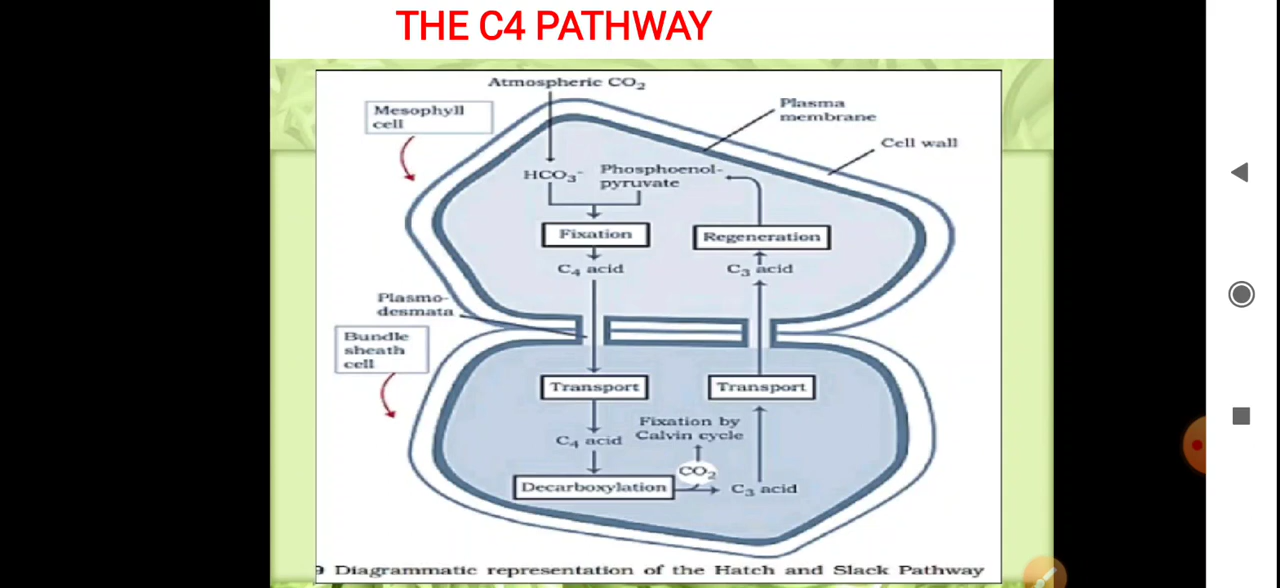 THE C4 PATHWAY
Atmospheric CO₂
Mesophyll
cell
Plasma
membrane
Cell wall
HCO₃⁻
Phosphoenol-
pyruvate
Fixation
Regeneration
C₄ acid
C₃ acid
Plasmo-
desmata
Bundle
sheath
cell
Transport
Transport
Fixation by
Calvin cycle
C₄ acid
CO₂
Decarboxylation
C₃ acid
Diagrammatic representation of the Hatch and Slack Pathway